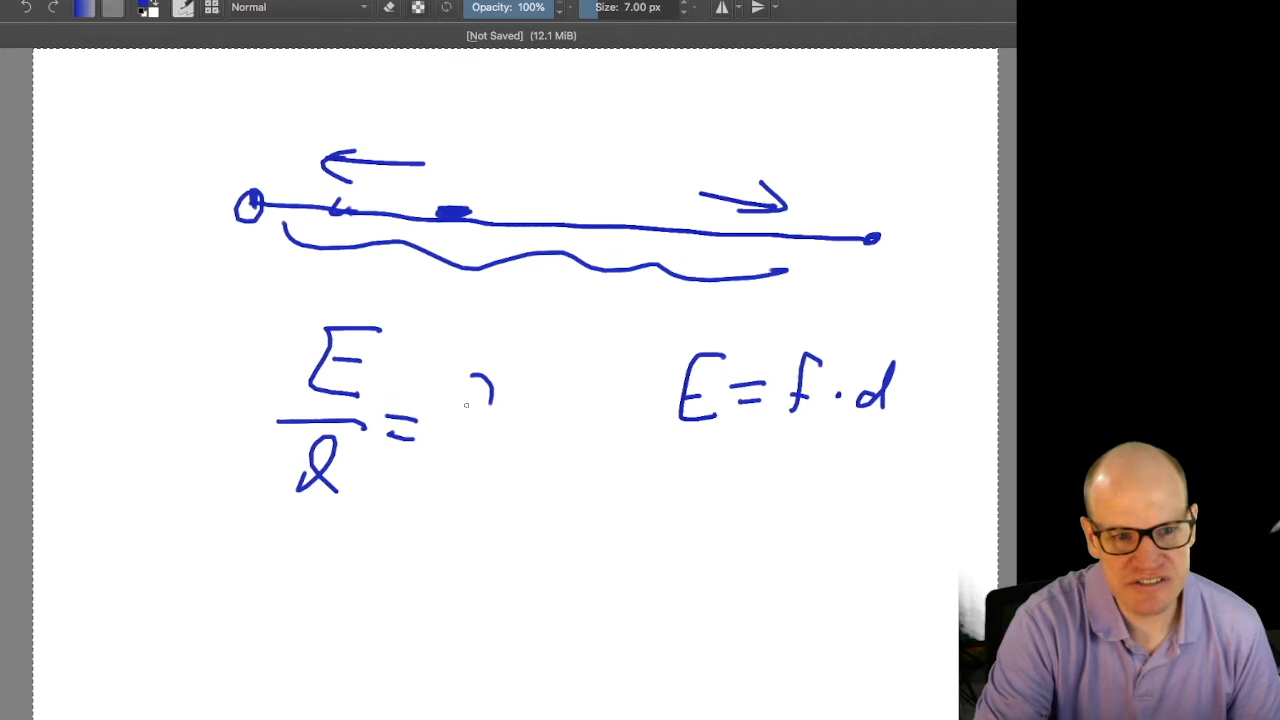 Normal
Opacity: 100%
Size: 7.00 px
[Not Saved] (12.1 MiB)
E
ℓ
=
E = f · d